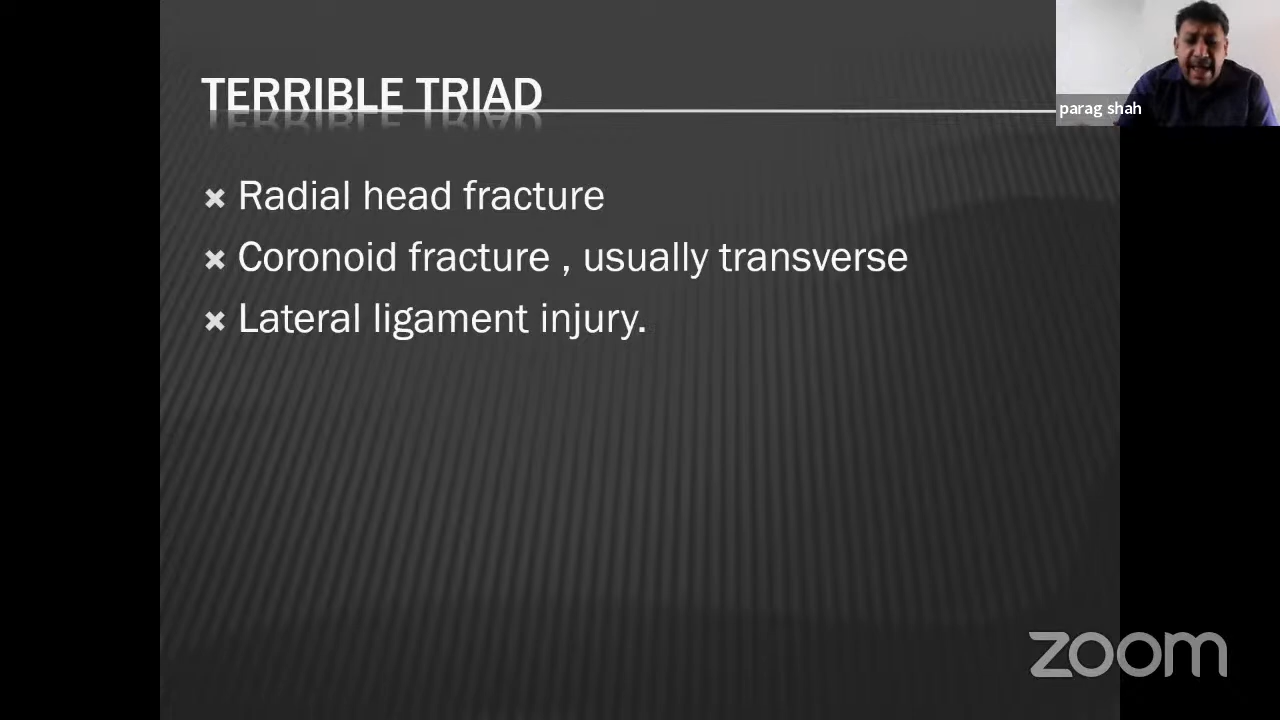 TERRIBLE TRIAD
parag shah
Radial head fracture
Coronoid fracture , usually transverse
Lateral ligament injury.
zoom